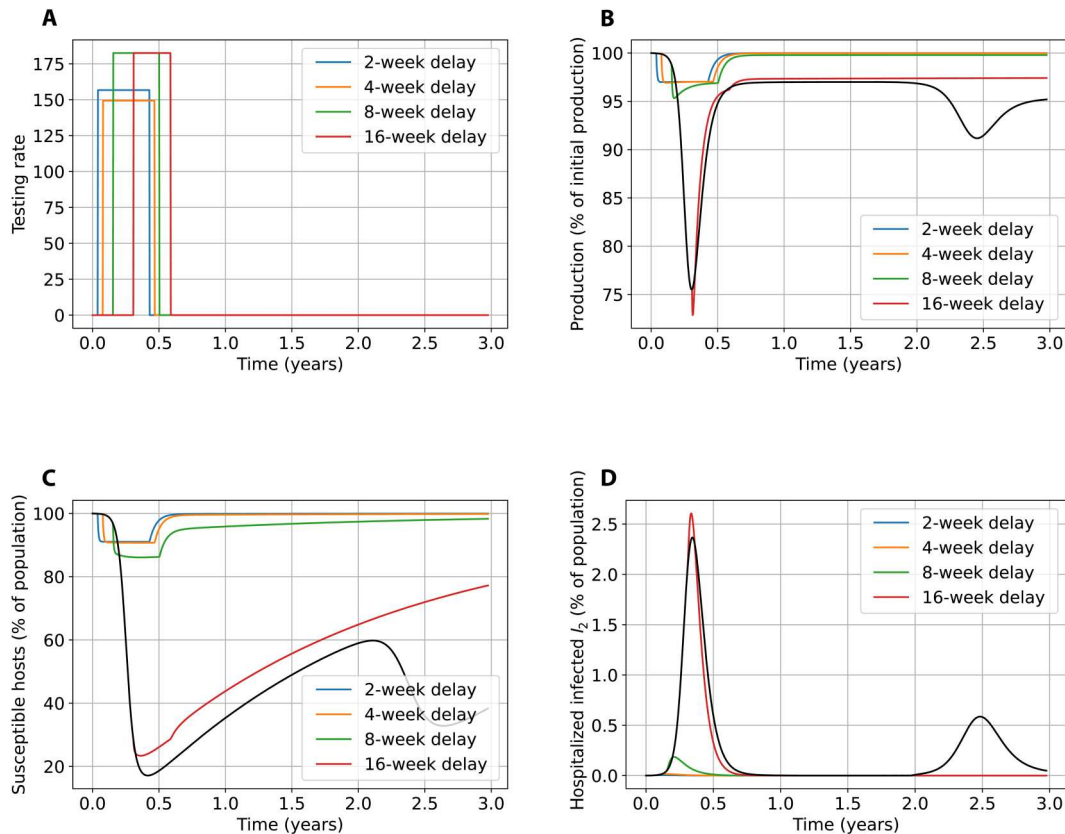 A
Testing rate
175
150
125
100
75
50
25
0
2-week delay
4-week delay
8-week delay
16-week delay
0.0 0.5 1.0 1.5 2.0 2.5 3.0
Time (years)
B
Production (% of initial production)
100
95
90
85
80
75
2-week delay
4-week delay
8-week delay
16-week delay
0.0 0.5 1.0 1.5 2.0 2.5 3.0
Time (years)
C
Susceptible hosts (% of population)
100
80
60
40
20
2-week delay
4-week delay
8-week delay
16-week delay
0.0 0.5 1.0 1.5 2.0 2.5 3.0
Time (years)
D
Hospitalized infected I₂ (% of population)
2.5
2.0
1.5
1.0
0.5
0.0
2-week delay
4-week delay
8-week delay
16-week delay
0.0 0.5 1.0 1.5 2.0 2.5 3.0
Time (years)